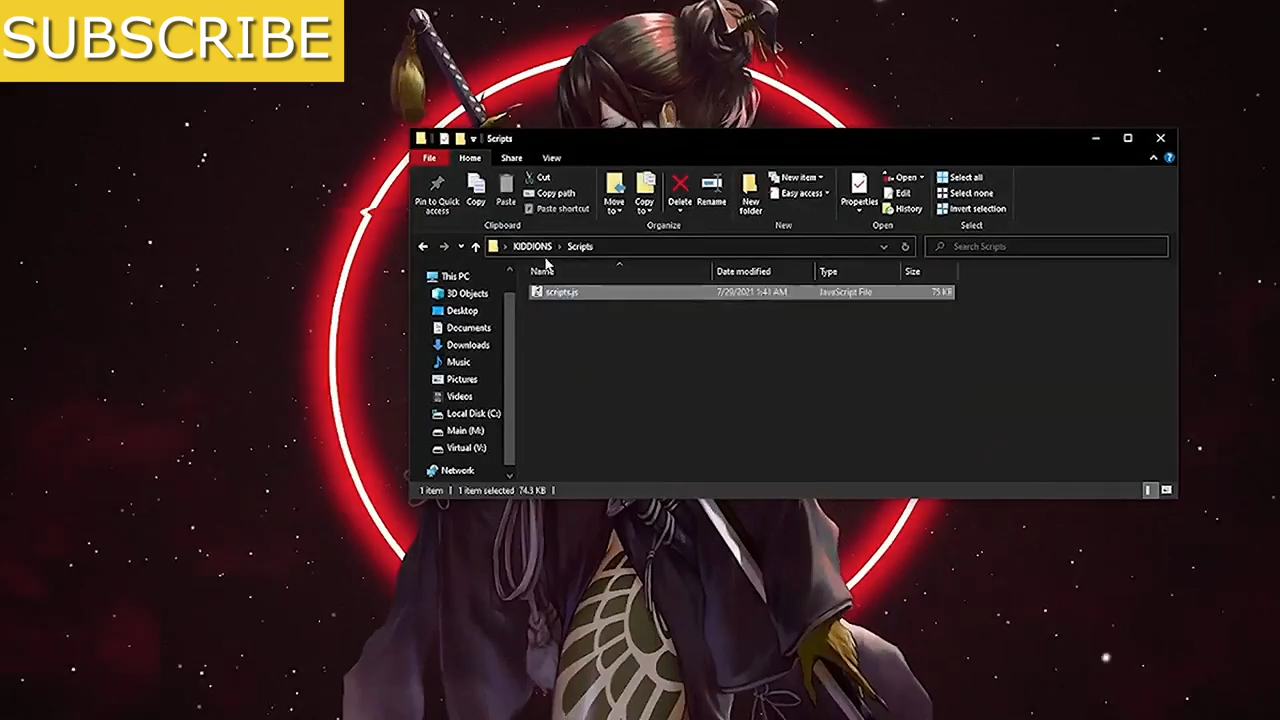 SUBSCRIBE
Scripts
File Home Share View
Pin to Quick access
Copy
Paste
Cut
Copy path
Paste shortcut
Clipboard
Move to
Copy to
Delete
Rename
Organize
New folder
New item
Easy access
New
Properties
Open
Edit
History
Open
Select all
Select none
Invert selection
Select
KIDDIONS > Scripts
Search Scripts
Name Date modified Type Size
scripts.js 7/29/2021 1:41 AM JavaScript File 75 KB
This PC
3D Objects
Desktop
Documents
Downloads
Music
Pictures
Videos
Local Disk (C:)
Main (M:)
Virtual (V:)
Network
1 item | 1 item selected 74.3 KB |